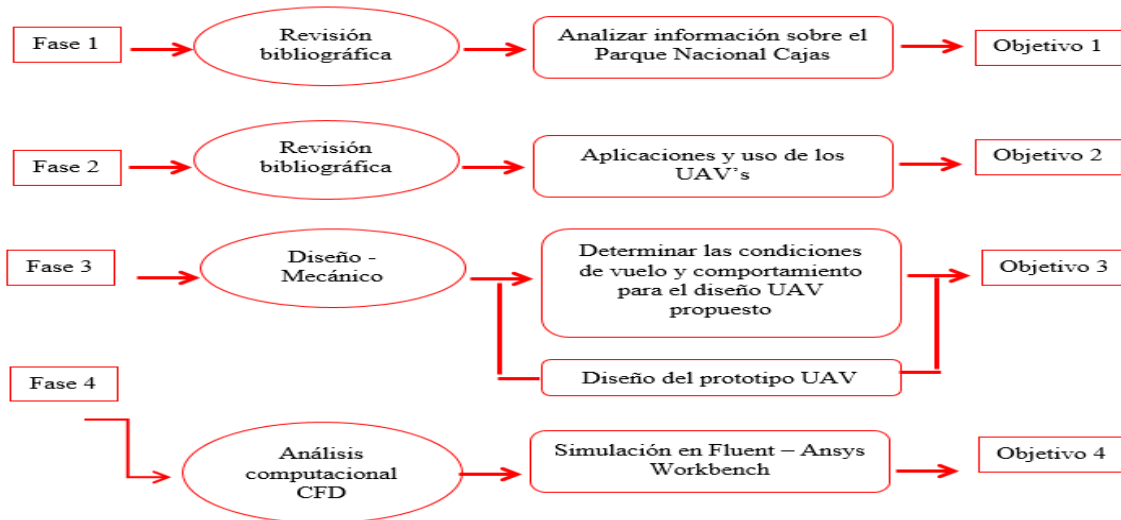 Fase 1
Revisión
bibliográfica
Analizar información sobre el
Parque Nacional Cajas
Objetivo 1
Fase 2
Revisión
bibliográfica
Aplicaciones y uso de los
UAV’s
Objetivo 2
Fase 3
Diseño -
Mecánico
Determinar las condiciones
de vuelo y comportamiento
para el diseño UAV
propuesto
Objetivo 3
Diseño del prototipo UAV
Fase 4
Análisis
computacional
CFD
Simulación en Fluent – Ansys
Workbench
Objetivo 4